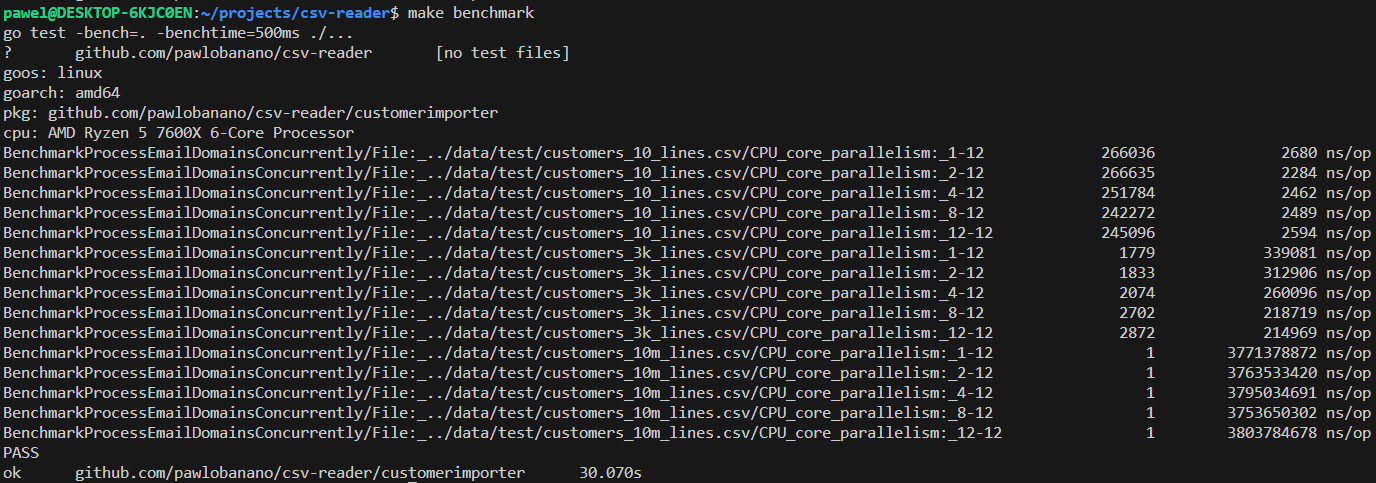 pawel@DESKTOP-6KJC0EN:~/projects/csv-reader$ make benchmark
go test -bench=. -benchtime=500ms ./...
?       github.com/pawlobanano/csv-reader       [no test files]
goos: linux
goarch: amd64
pkg: github.com/pawlobanano/csv-reader/customerimporter
cpu: AMD Ryzen 5 7600X 6-Core Processor
BenchmarkProcessEmailDomainsConcurrently/File:_../data/test/customers_10_lines.csv/CPU_core_parallelism:_1-12             266036              2680 ns/op
BenchmarkProcessEmailDomainsConcurrently/File:_../data/test/customers_10_lines.csv/CPU_core_parallelism:_2-12             266635              2284 ns/op
BenchmarkProcessEmailDomainsConcurrently/File:_../data/test/customers_10_lines.csv/CPU_core_parallelism:_4-12             251784              2462 ns/op
BenchmarkProcessEmailDomainsConcurrently/File:_../data/test/customers_10_lines.csv/CPU_core_parallelism:_8-12             242272              2489 ns/op
BenchmarkProcessEmailDomainsConcurrently/File:_../data/test/customers_10_lines.csv/CPU_core_parallelism:_12-12            245096              2594 ns/op
BenchmarkProcessEmailDomainsConcurrently/File:_../data/test/customers_3k_lines.csv/CPU_core_parallelism:_1-12               1779            339081 ns/op
BenchmarkProcessEmailDomainsConcurrently/File:_../data/test/customers_3k_lines.csv/CPU_core_parallelism:_2-12               1833            312906 ns/op
BenchmarkProcessEmailDomainsConcurrently/File:_../data/test/customers_3k_lines.csv/CPU_core_parallelism:_4-12               2074            260096 ns/op
BenchmarkProcessEmailDomainsConcurrently/File:_../data/test/customers_3k_lines.csv/CPU_core_parallelism:_8-12               2702            218719 ns/op
BenchmarkProcessEmailDomainsConcurrently/File:_../data/test/customers_3k_lines.csv/CPU_core_parallelism:_12-12              2872            214969 ns/op
BenchmarkProcessEmailDomainsConcurrently/File:_../data/test/customers_10m_lines.csv/CPU_core_parallelism:_1-12                 1        3771378872 ns/op
BenchmarkProcessEmailDomainsConcurrently/File:_../data/test/customers_10m_lines.csv/CPU_core_parallelism:_2-12                 1        3763533420 ns/op
BenchmarkProcessEmailDomainsConcurrently/File:_../data/test/customers_10m_lines.csv/CPU_core_parallelism:_4-12                 1        3795034691 ns/op
BenchmarkProcessEmailDomainsConcurrently/File:_../data/test/customers_10m_lines.csv/CPU_core_parallelism:_8-12                 1        3753650302 ns/op
BenchmarkProcessEmailDomainsConcurrently/File:_../data/test/customers_10m_lines.csv/CPU_core_parallelism:_12-12                1        3803784678 ns/op
PASS
ok      github.com/pawlobanano/csv-reader/customerimporter      30.070s